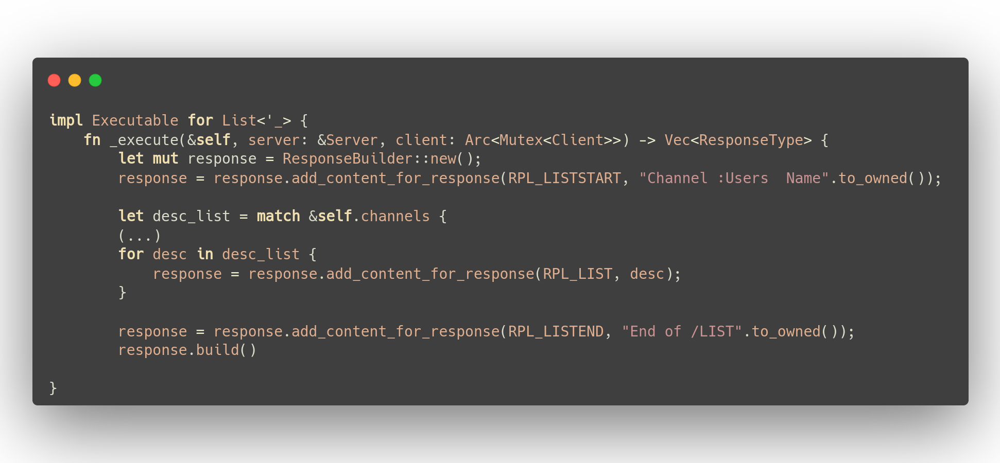 impl Executable for List<'_> {
    fn _execute(&self, server: &Server, client: Arc<Mutex<Client>>) -> Vec<ResponseType> {
        let mut response = ResponseBuilder::new();
        response = response.add_content_for_response(RPL_LISTSTART, "Channel :Users  Name".to_owned());
        let desc_list = match &self.channels {
        (...)
        for desc in desc_list {
            response = response.add_content_for_response(RPL_LIST, desc);
        }
        response = response.add_content_for_response(RPL_LISTEND, "End of /LIST".to_owned());
        response.build()
}